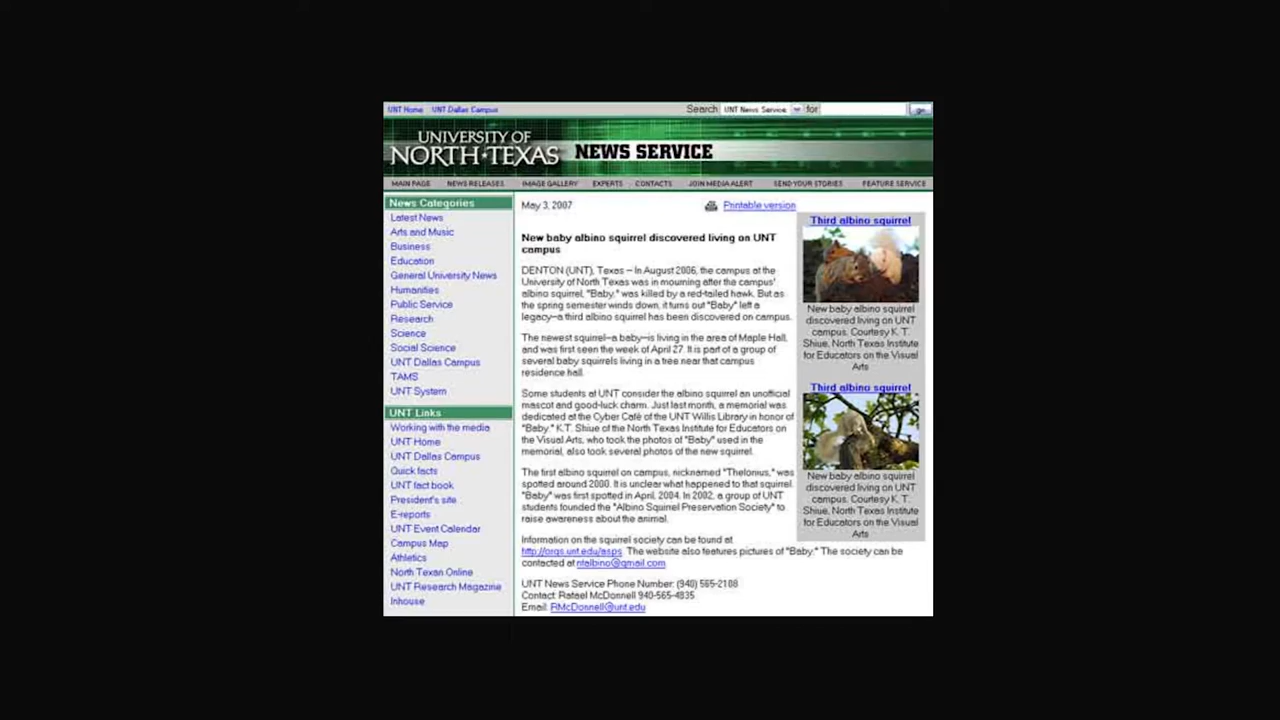 UNT Home UNT Dallas Campus
Search UNT News Service for go
UNIVERSITY OF
NORTH·TEXAS NEWS SERVICE
MAIN PAGE NEWS RELEASES IMAGE GALLERY EXPERTS CONTACTS JOIN MEDIA ALERT SEND YOUR STORIES FEATURE SERVICE
News Categories
Latest News
Arts and Music
Business
Education
General University News
Humanities
Public Service
Research
Science
Social Science
UNT Dallas Campus
TAMS
UNT System
UNT Links
Working with the media
UNT Home
UNT Dallas Campus
Quick facts
UNT fact book
President's site
E-reports
UNT Event Calendar
Campus Map
Athletics
North Texan Online
UNT Research Magazine
Inhouse
May 3, 2007
Printable version
New baby albino squirrel discovered living on UNT
campus
DENTON (UNT), Texas – In August 2006, the campus at the
University of North Texas was in mourning after the campus'
albino squirrel, "Baby," was killed by a red-tailed hawk. But as
the spring semester winds down, it turns out "Baby" left a
legacy–a third albino squirrel has been discovered on campus.
The newest squirrel–a baby–is living in the area of Maple Hall,
and was first seen the week of April 27. It is part of a group of
several baby squirrels living in a tree near that campus
residence hall.
Some students at UNT consider the albino squirrel an unofficial
mascot and good-luck charm. Just last month, a memorial was
dedicated at the Cyber Café of the UNT Willis Library in honor of
"Baby." K.T. Shiue of the North Texas Institute for Educators on
the Visual Arts, who took the photos of "Baby" used in the
memorial, also took several photos of the new squirrel.
The first albino squirrel on campus, nicknamed "Thelonius," was
spotted around 2000. It is unclear what happened to that squirrel.
"Baby" was first spotted in April, 2004. In 2002, a group of UNT
students founded the "Albino Squirrel Preservation Society" to
raise awareness about the animal.
Information on the squirrel society can be found at
http://orgs.unt.edu/asps. The website also features pictures of "Baby." The society can be
contacted at ntalbino@gmail.com.
UNT News Service Phone Number: (940) 565-2108
Contact: Rafael McDonnell 940-565-4835
Email: RMcDonnell@unt.edu
Third albino squirrel
New baby albino squirrel
discovered living on UNT
campus. Courtesy K. T.
Shiue, North Texas Institute
for Educators on the Visual
Arts
Third albino squirrel
New baby albino squirrel
discovered living on UNT
campus. Courtesy K. T.
Shiue, North Texas Institute
for Educators on the Visual
Arts